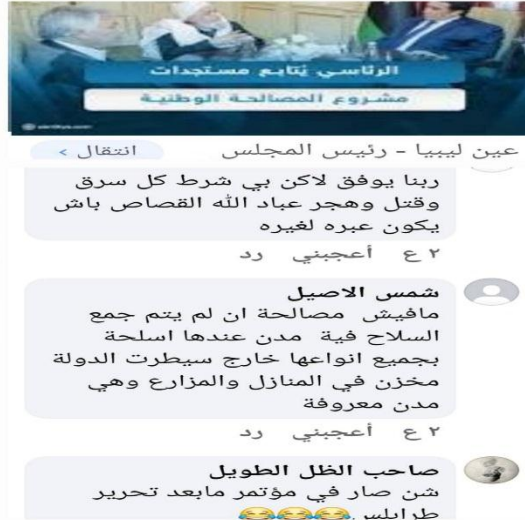 الرئاسي يُتابع مستجدات
مشروع المصالحة الوطنية
عين ليبيا - رئيس المجلس
انتقال >
ربنا يوفق لاكن بي شرط كل سرق
وقتل وهجر عباد الله القصاص باش
يكون عبره لغيره
٢ ع أعجبني رد
شمس الاصيل
مافيش مصالحة ان لم يتم جمع
السلاح فية مدن عندها اسلحة
بجميع انواعها خارج سيطرت الدولة
مخزن في المنازل والمزارع وهي
مدن معروفة
٢ ع أعجبني رد
صاحب الظل الطويل
شن صار في مؤتمر مابعد تحرير
طرابلس😂😂😂